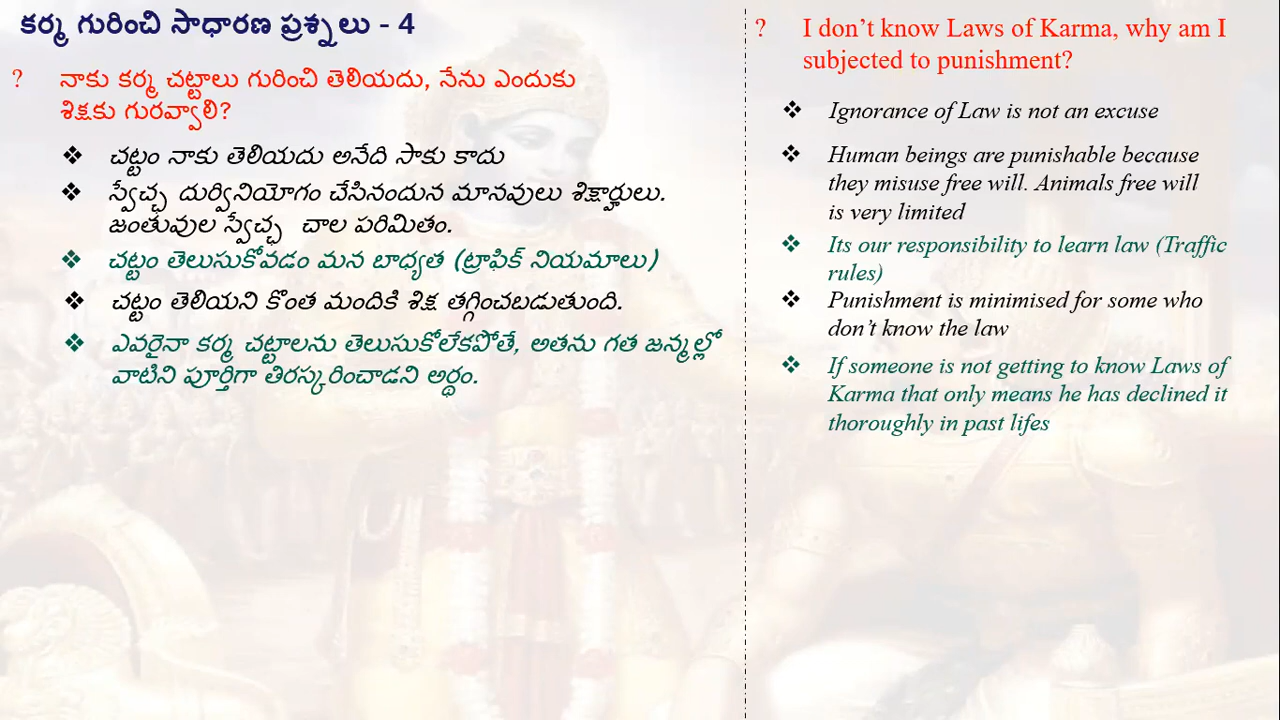 కర్మ గురించి సాధారణ ప్రశ్నలు - 4
? నాకు కర్మ చట్టాలు గురించి తెలియదు, నేను ఎందుకు
శిక్షకు గురవ్వాలి?
❖ చట్టం నాకు తెలియదు అనేది సాకు కాదు
❖ స్వేచ్ఛ దుర్వినియోగం చేసినందున మానవులు శిక్షార్హులు.
జంతువుల స్వేచ్ఛ చాల పరిమితం.
❖ చట్టం తెలుసుకోవడం మన బాధ్యత (ట్రాఫిక్ నియమాలు)
❖ చట్టం తెలియని కొంత మందికి శిక్ష తగ్గించబడుతుంది.
❖ ఎవరైనా కర్మ చట్టాలను తెలుసుకోలేకపోతే, అతను గత జన్మల్లో
వాటిని పూర్తిగా తిరస్కరించాడని అర్థం.
? I don’t know Laws of Karma, why am I
subjected to punishment?
❖ Ignorance of Law is not an excuse
❖ Human beings are punishable because
they misuse free will. Animals free will
is very limited
❖ Its our responsibility to learn law (Traffic
rules)
❖ Punishment is minimised for some who
don’t know the law
❖ If someone is not getting to know Laws of
Karma that only means he has declined it
thoroughly in past lifes